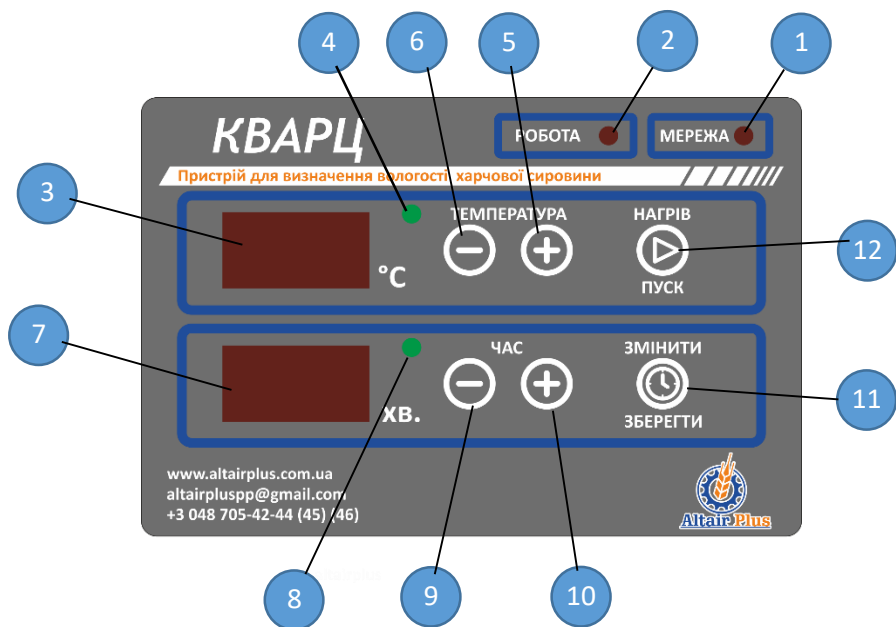 4
6
5
2
1
КВАРЦ
РОБОТА
МЕРЕЖА
Пристрій для визначення вологості харчової сировини
3
ТЕМПЕРАТУРА
НАГРІВ
12
°С
ПУСК
7
ЧАС
ЗМІНИТИ
11
хв.
ЗБЕРЕГТИ
www.altairplus.com.ua
altairpluspp@gmail.com
+3 048 705-42-44 (45) (46)
Altair Plus
8
9
10